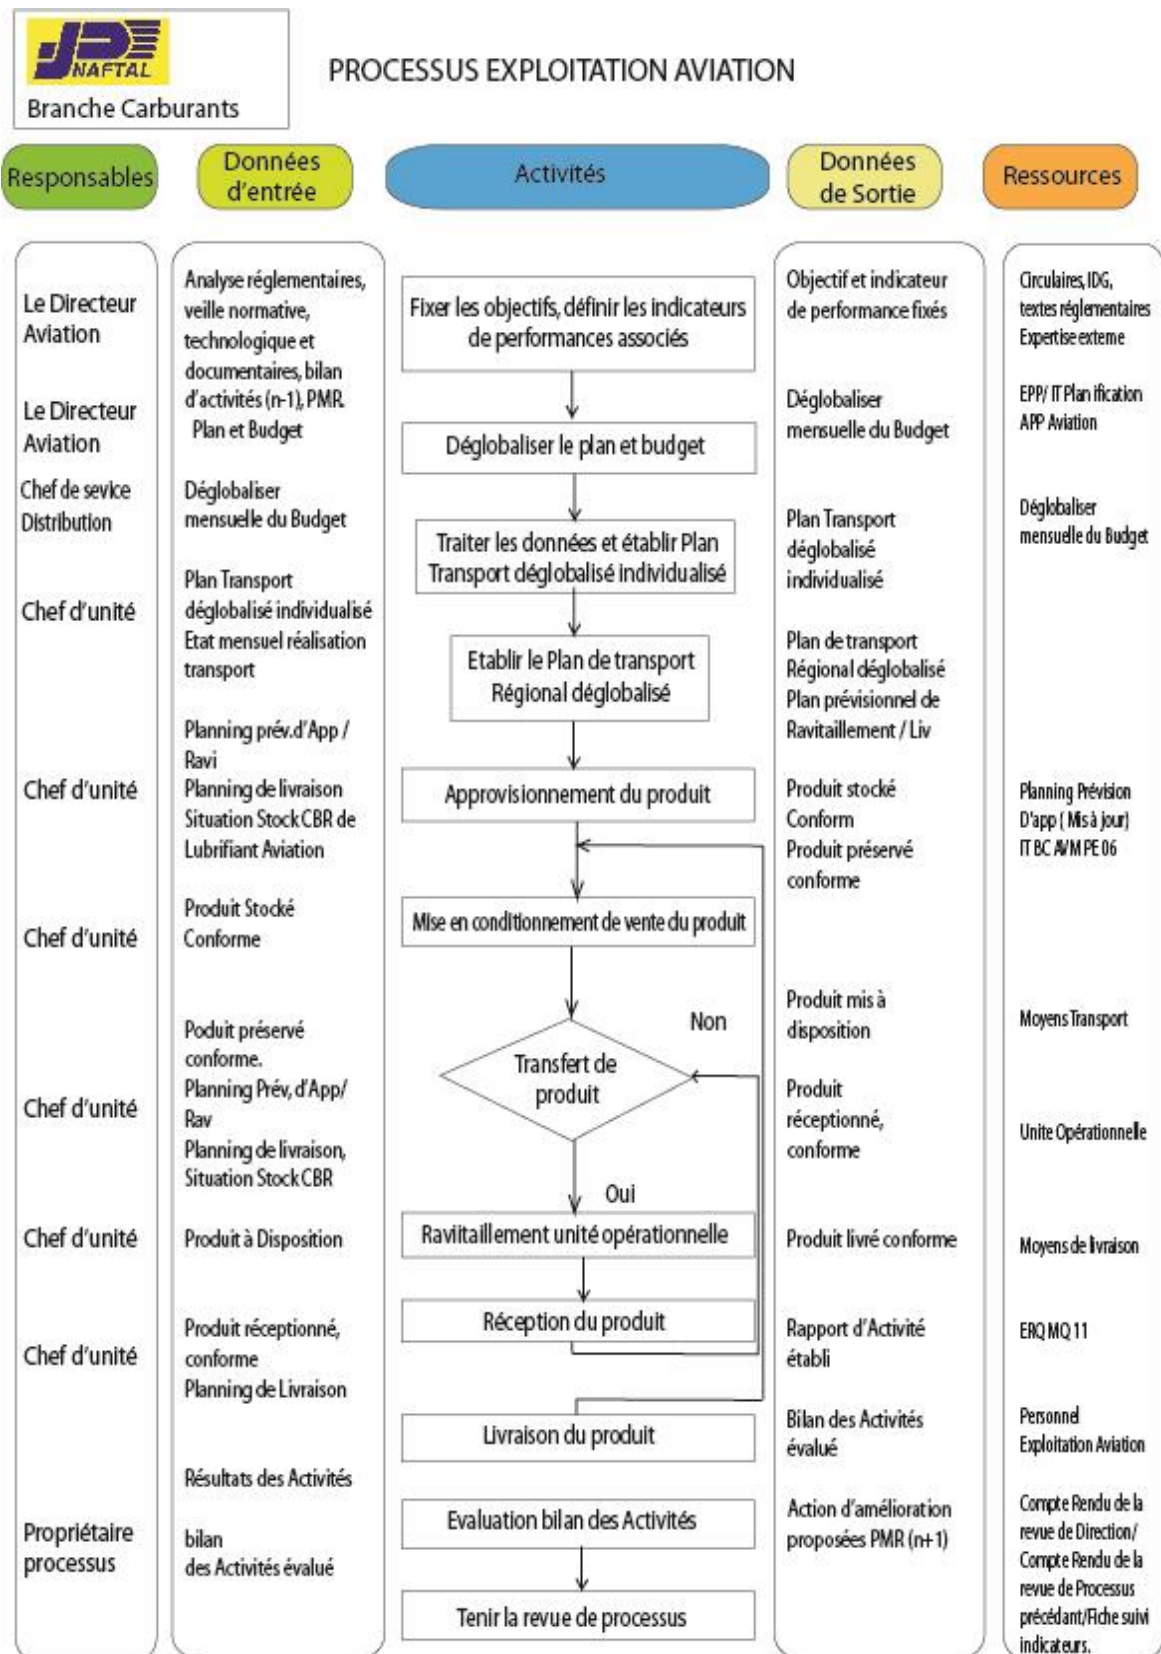 NAFTAL
Branche Carburants
PROCESSUS EXPLOITATION AVIATION
Responsables
Données
d'entrée
Activités
Données
de Sortie
Ressources
Le Directeur
Aviation
Le Directeur
Aviation
Chef de sevice
Distribution
Chef d'unité
Chef d'unité
Chef d'unité
Chef d'unité
Chef d'unité
Chef d'unité
Propriétaire
processus
Analyse réglementaires,
veille normative,
technologique et
documentaires, bilan
d'activités (n-1), PMR.
Plan et Budget
Déglobaliser
mensuelle du Budget
Plan Transport
déglobalisé individualisé
Etat mensuel réalisation
transport
Planning prév.d'App /
Ravi
Planning de livraison
Situation Stock CBR de
Lubrifiant Aviation
Produit Stocké
Conforme
Poduit préservé
conforme.
Planning Prév, d'App/
Rav
Planning de livraison,
Situation Stock CBR
Produit à Disposition
Produit réceptionné,
conforme
Planning de Livraison
Résultats des Activités
bilan
des Activités évalué
Fixer les objectifs, définir les indicateurs
de performances associés
Déglobaliser le plan et budget
Traiter les données et établir Plan
Transport déglobalisé individualisé
Etablir le Plan de transport
Régional déglobalisé
Approvisionnement du produit
Mise en conditionnement de vente du produit
Non
Transfert de
produit
Oui
Raviitaillement unité opérationnelle
Réception du produit
Livraison du produit
Evaluation bilan des Activités
Tenir la revue de processus
Objectif et indicateur
de performance fixés
Déglobaliser
mensuelle du Budget
Plan Transport
déglobalisé
individualisé
Plan de transport
Régional déglobalisé
Plan prévisionnel de
Ravitaillement / Liv
Produit stocké
Conform
Produit préservé
conforme
Produit mis à
disposition
Produit
réceptionné,
conforme
Produit livré conforme
Rapport d'Activité
établi
Bilan des Activités
évalué
Action d'amélioration
proposées PMR (n+1)
Circulaires, IDG,
textes réglementaires
Expertise externe
EPP/ IT Plan ification
APP Aviation
Déglobaliser
mensuelle du Budget
Planning Prévision
D'app ( Mis à jour)
IT BC AVM PE 06
Moyens Transport
Unite Opérationnelle
Moyens de livraison
ERQ MQ 11
Personnel
Exploitation Aviation
Compte Rendu de la
revue de Direction/
Compte Rendu de la
revue de Processus
précédant/Fiche suivi
indicateurs.